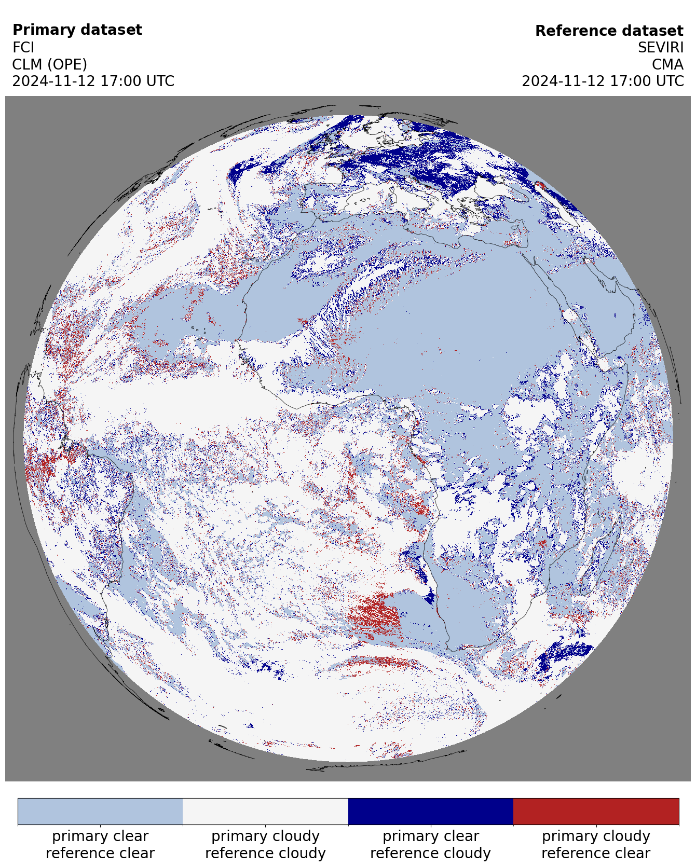 Primary dataset
FCI
CLM (OPE)
2024-11-12 17:00 UTC
Reference dataset
SEVIRI
CMA
2024-11-12 17:00 UTC
primary clear
reference clear
primary cloudy
reference cloudy
primary clear
reference cloudy
primary cloudy
reference clear